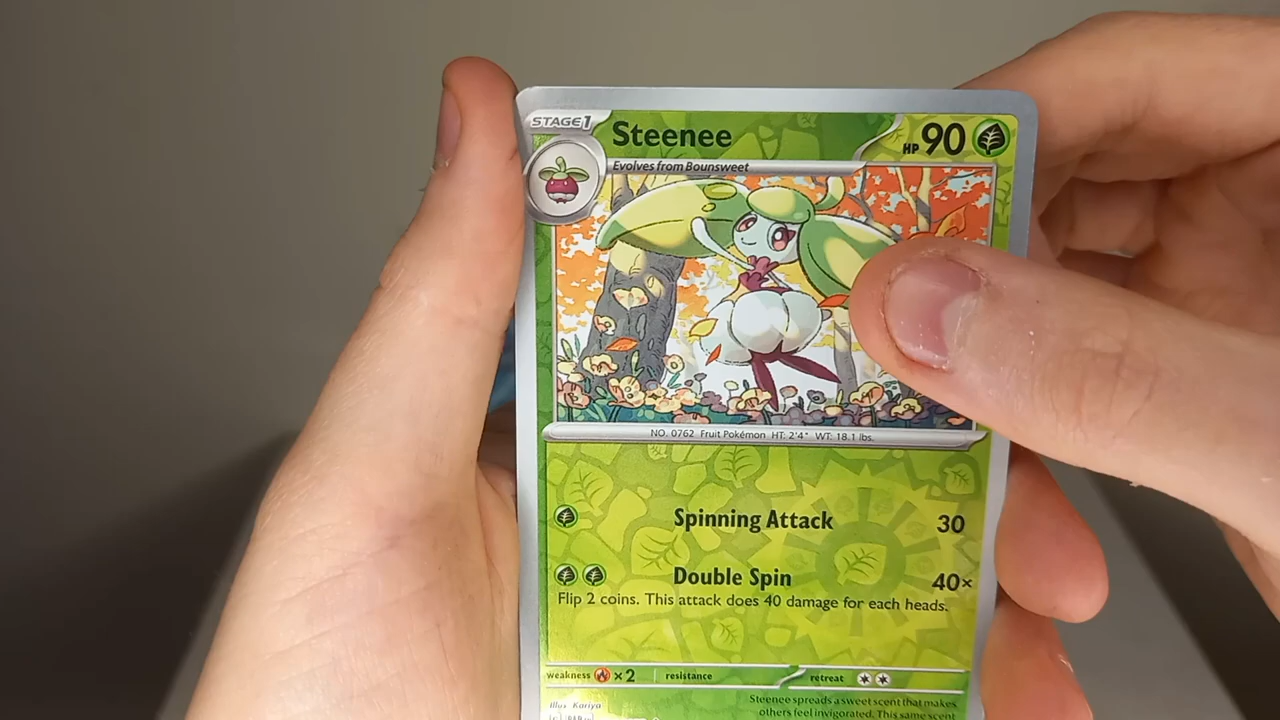 STAGE1
Steenee
HP 90
Evolves from Bounsweet
NO. 0762 Fruit Pokémon HT: 2'4" WT: 18.1 lbs.
Spinning Attack 30
Double Spin 40×
Flip 2 coins. This attack does 40 damage for each heads.
weakness ×2 resistance retreat
Illus. Kariya
Steenee spreads a sweet scent that makes
others feel invigorated. This same scent